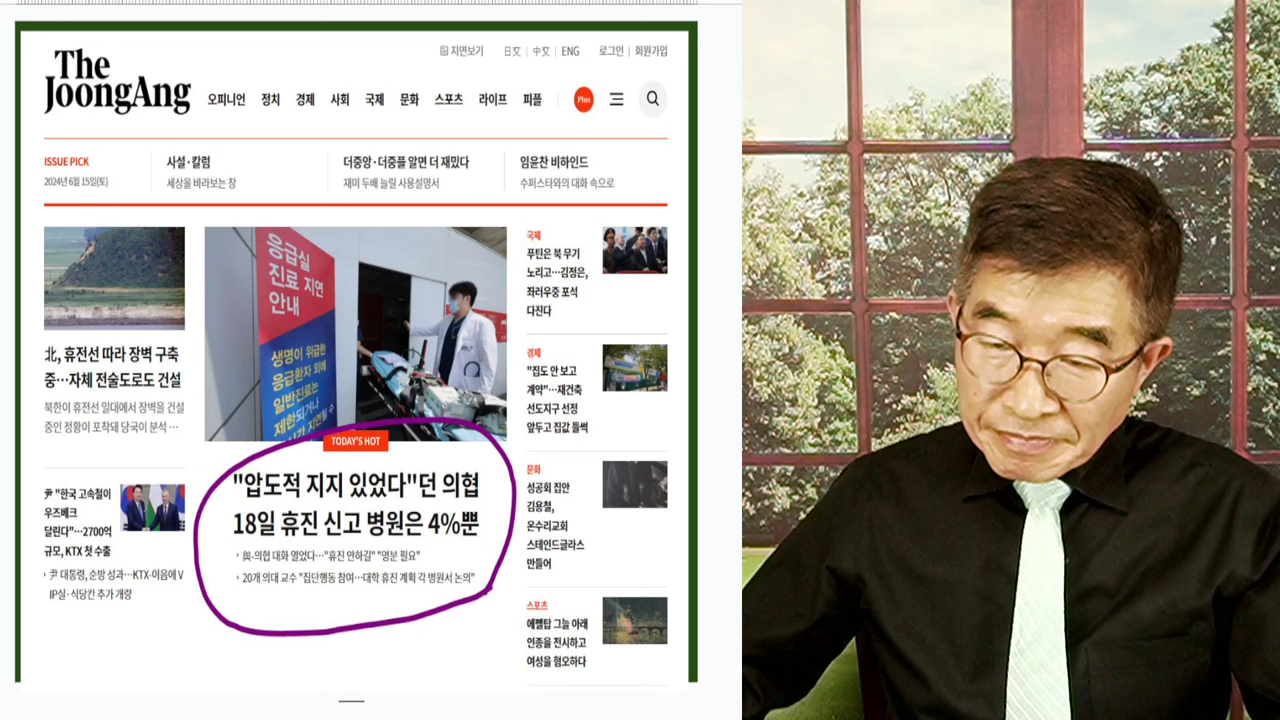 The
JoongAng
지면보기
日文 | 中文 | ENG
로그인 | 회원가입
오피니언 정치 경제 사회 국제 문화 스포츠 라이프 피플
Plus
ISSUE PICK
2024년 6월 15일(토)
사설·칼럼
세상을 바라보는 창
더중앙·더중플 알면 더 재밌다
재미 두배 늘릴 사용설명서
임윤찬 비하인드
수퍼스타와의 대화 속으로
北, 휴전선 따라 장벽 구축
중…자체 전술도로도 건설
북한이 휴전선 일대에서 장벽을 건설
중인 정황이 포착돼 당국이 분석 …
尹 "한국 고속철이
우즈베크
달린다"…2700억
규모, KTX 첫 수출
尹 대통령, 순방 성과…KTX·이음에 V
IP실·식당칸 추가 개량
응급실
진료 지연
안내
생명이 위급한
응급환자 외에
일반진료는
제한되거나
시간 지연될 수
TODAY'S HOT
"압도적 지지 있었다"던 의협
18일 휴진 신고 병원은 4%뿐
與·의협 대화 열었다…"휴진 안하길" "명분 필요"
20개 의대 교수 "집단행동 참여…대학 휴진 계획 각 병원서 논의"
국제
푸틴은 북 무기
노리고…김정은,
좌러우중 포석
다진다
경제
"집도 안 보고
계약"…재건축
선도지구 선정
앞두고 집값 들썩
문화
성공회 집안
김용철,
온수리교회
스테인드글라스
만들어
스포츠
에펠탑 그늘 아래
인종을 전시하고
여성을 혐오하다